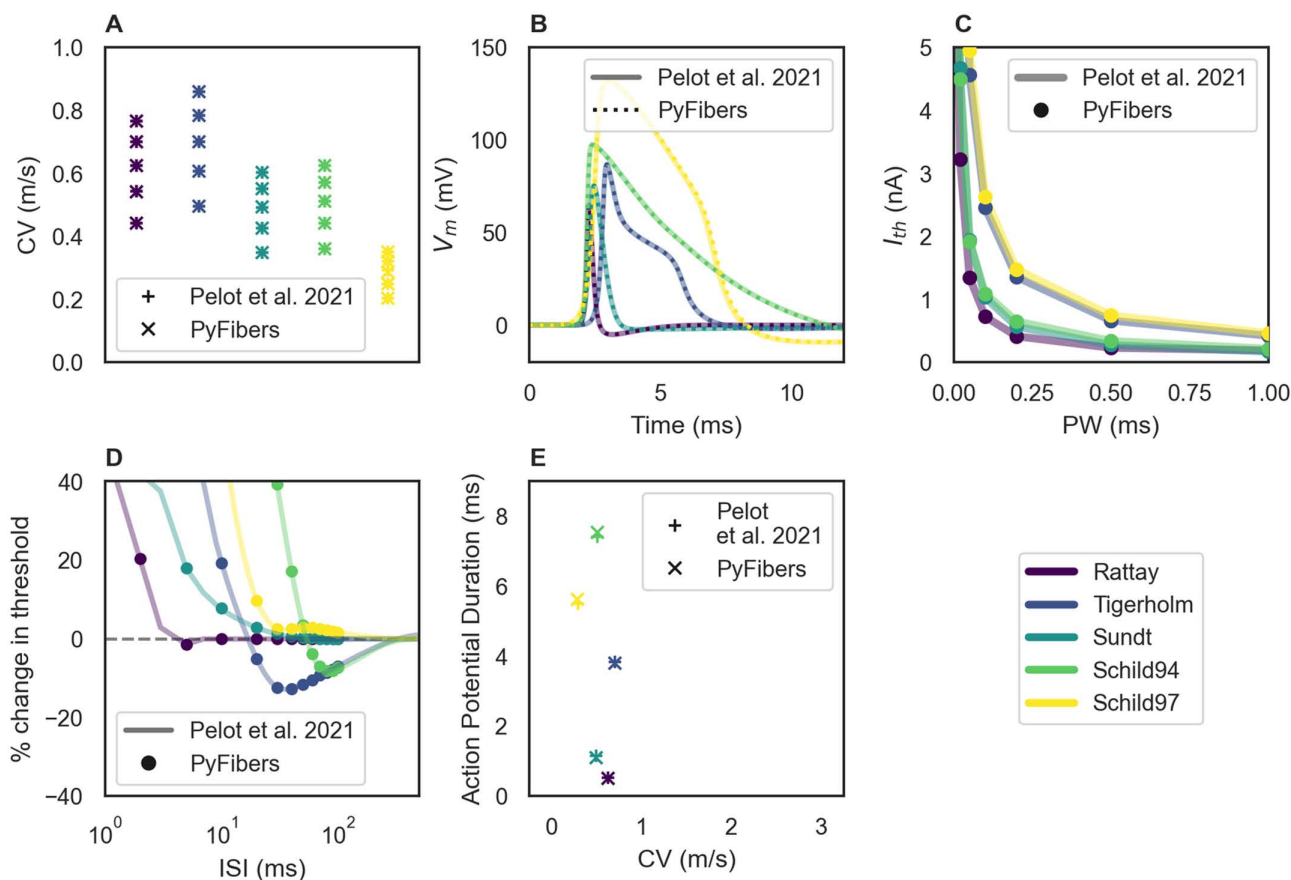 A
CV (m/s)
1.0
0.8
0.6
0.4
0.2
0.0
Pelot et al. 2021
PyFibers
B
V_m (mV)
150
100
50
0
Pelot et al. 2021
PyFibers
0 5 10
Time (ms)
C
I_th (nA)
5
4
3
2
1
0
Pelot et al. 2021
PyFibers
0.00 0.25 0.50 0.75 1.00
PW (ms)
D
% change in threshold
40
20
0
−20
−40
Pelot et al. 2021
PyFibers
10^0 10^1 10^2
ISI (ms)
E
Action Potential Duration (ms)
8
6
4
2
0
Pelot
et al. 2021
PyFibers
0 1 2 3
CV (m/s)
Rattay
Tigerholm
Sundt
Schild94
Schild97